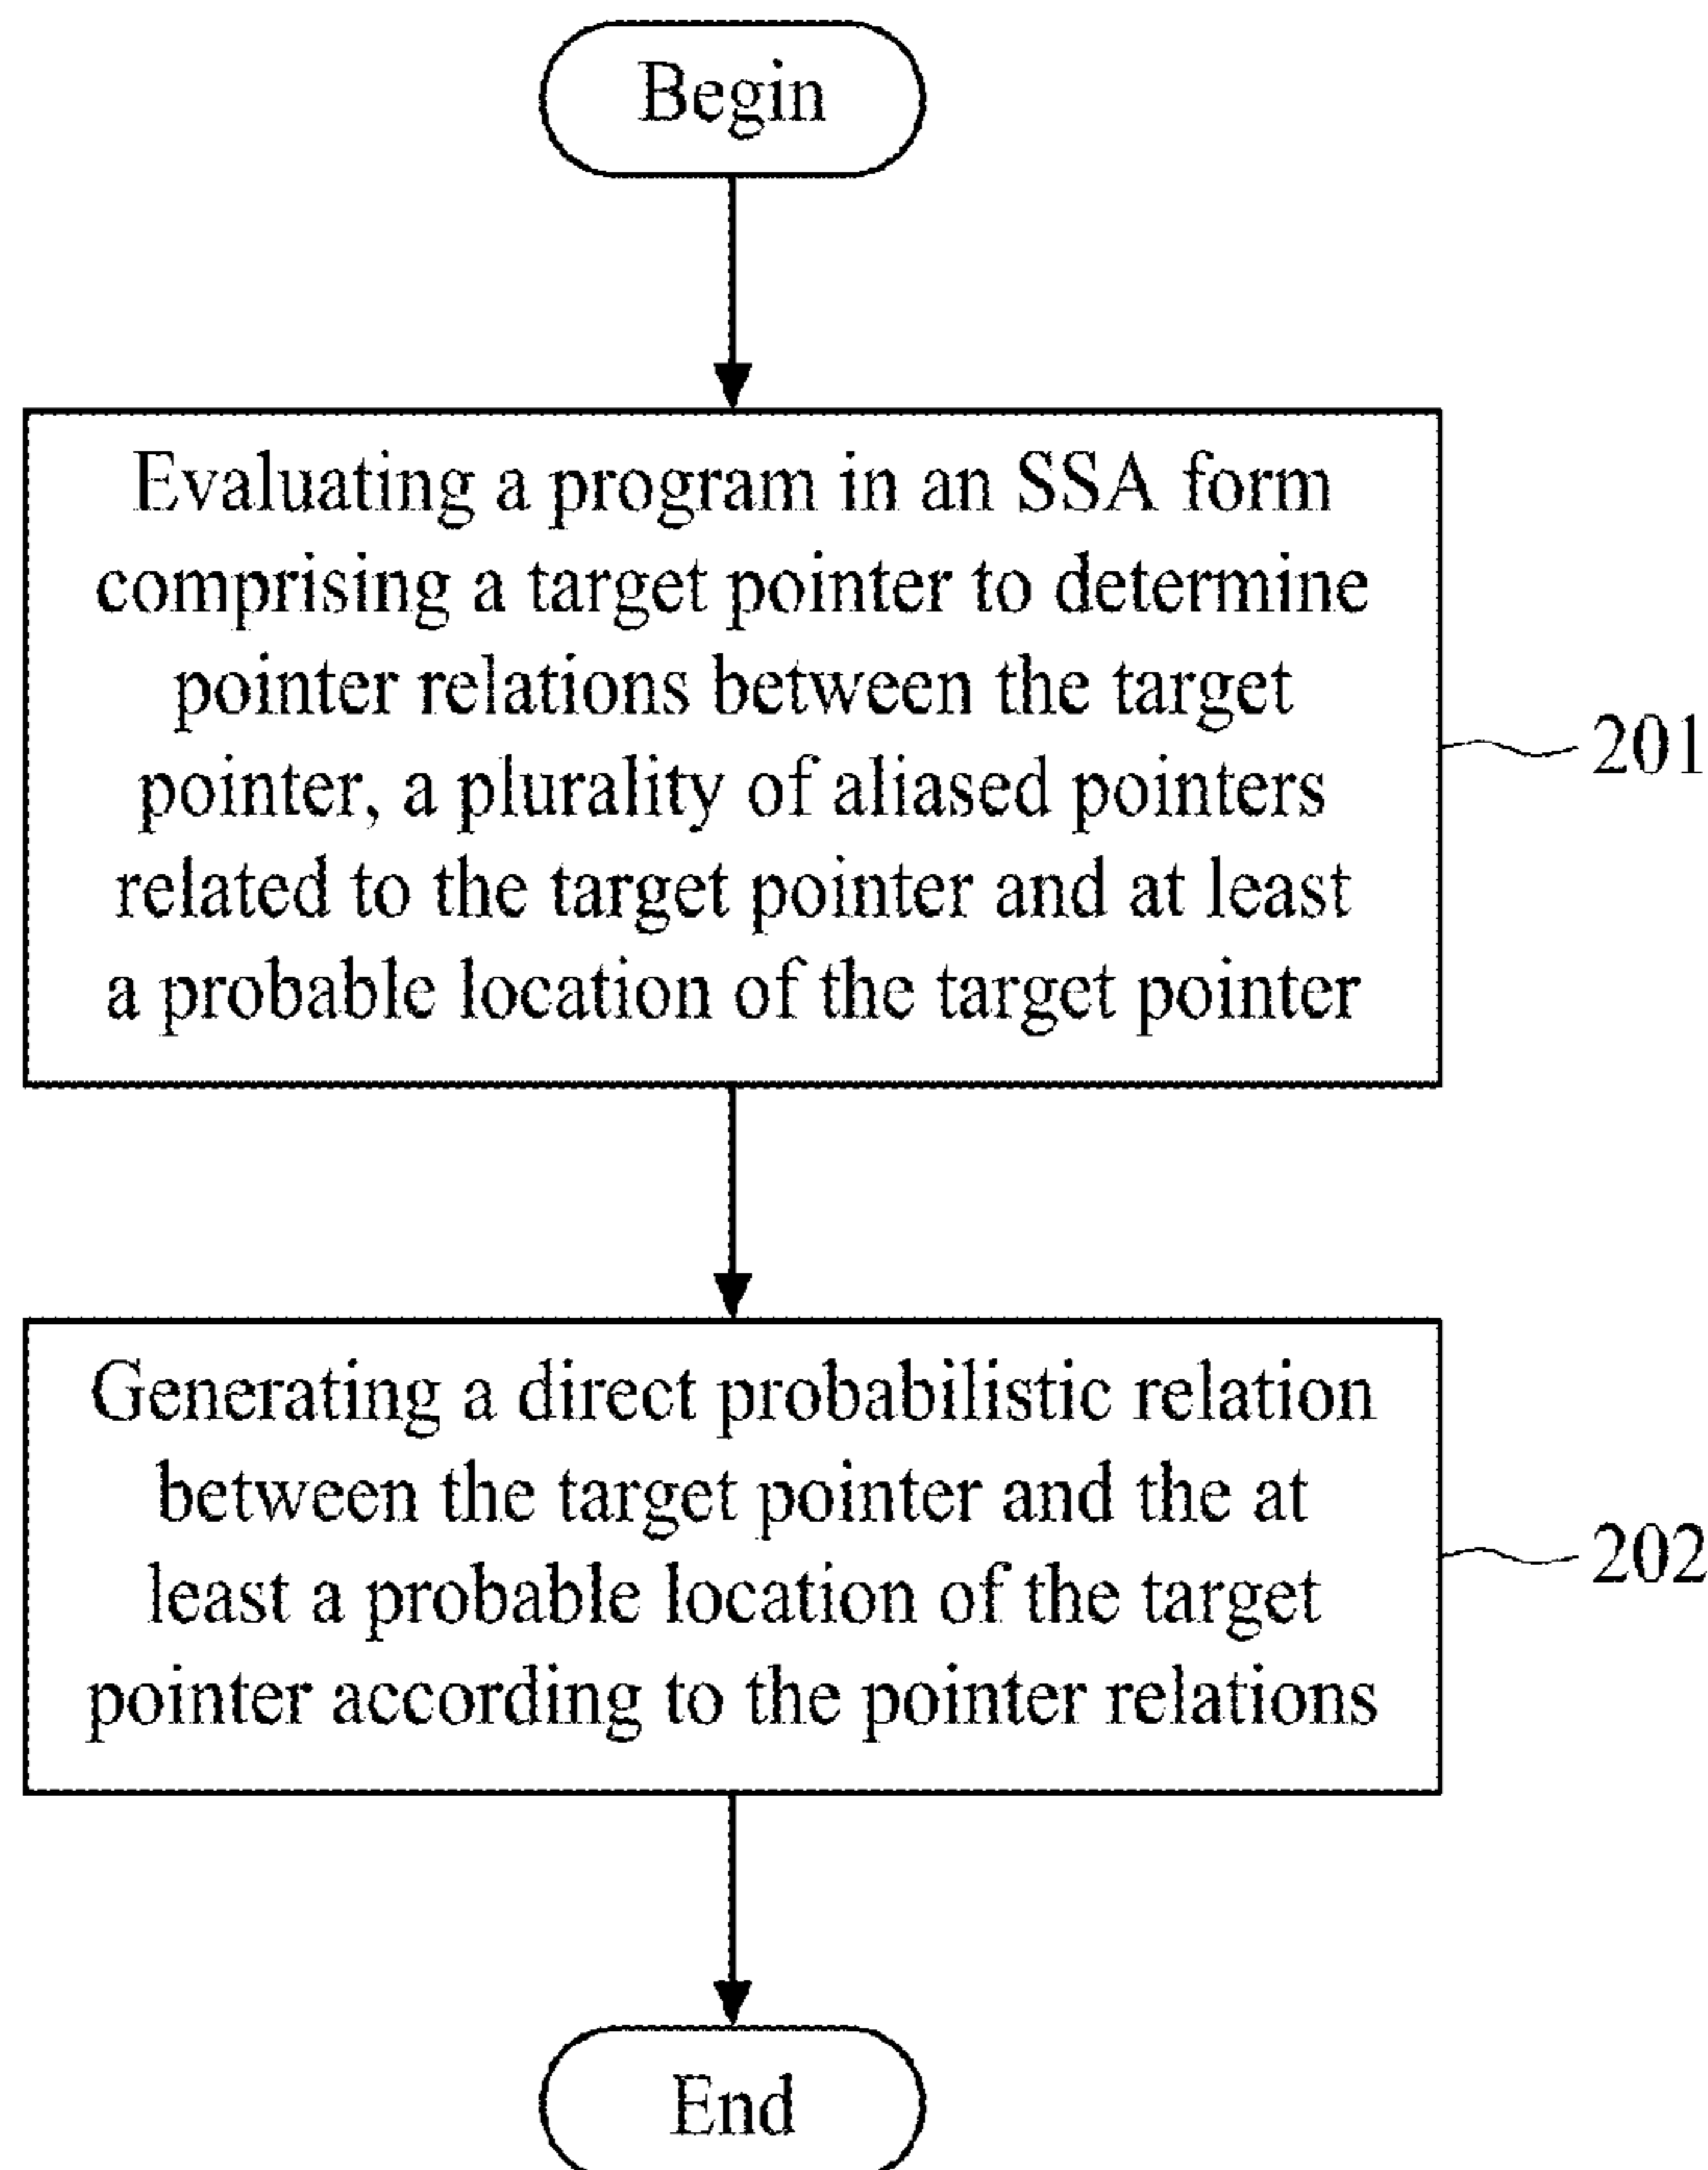 Begin
Evaluating a program in an SSA form
comprising a target pointer to determine
pointer relations between the target
pointer, a plurality of aliased pointers
related to the target pointer and at least
a probable location of the target pointer
201
Generating a direct probabilistic relation
between the target pointer and the at
least a probable location of the target
pointer according to the pointer relations
202
End